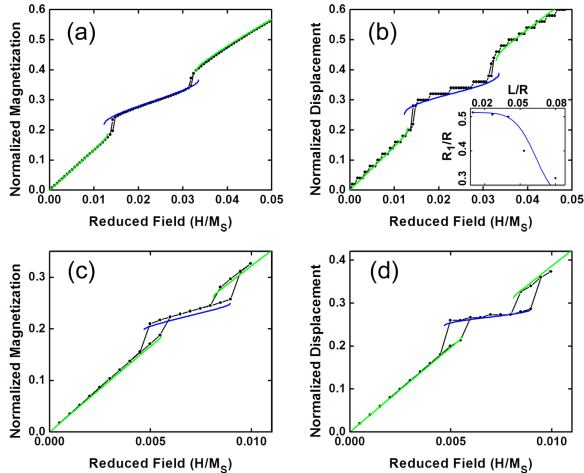 (a)
Normalized Magnetization
0.6
0.5
0.4
0.3
0.2
0.1
0.0
0.00 0.01 0.02 0.03 0.04 0.05
Reduced Field (H/MS)
(b)
Normalized Displacement
0.6
0.5
0.4
0.3
0.2
0.1
0.0
0.00 0.01 0.02 0.03 0.04 0.05
Reduced Field (H/MS)
L/R
0.02 0.05 0.08
R1/R
0.5
0.4
0.3
(c)
Normalized Magnetization
0.3
0.2
0.1
0.0
0.000 0.005 0.010
Reduced Field (H/MS)
(d)
Normalized Displacement
0.4
0.3
0.2
0.1
0.0
0.000 0.005 0.010
Reduced Field (H/MS)